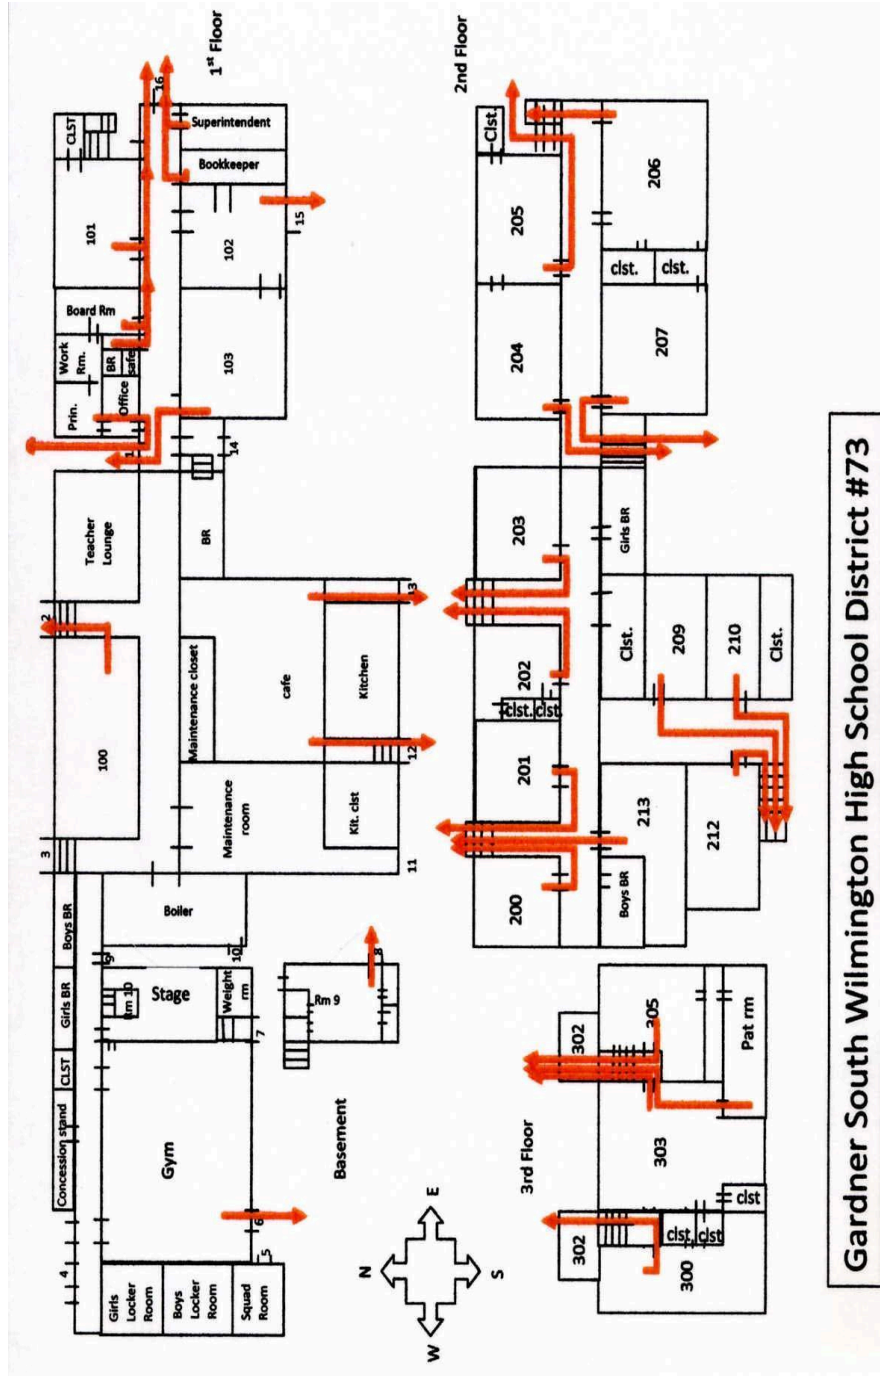 1st Floor
4
Concession stand
CLST
Girls BR
Boys BR
3
2
1
16
Girls
Locker
Room
Boys
Locker
Room
Squad
Room
5
Gym
6
7
Rm 10
Stage
Weight
rm
9
10
Boiler
100
Teacher
Lounge
Prin.
Work
Rm.
Office
BR
safe
Board Rm
101
CLST
Maintenance closet
Maintenance
room
cafe
Kit. clst
Kitchen
11
12
13
BR
14
103
102
15
Bookkeeper
Superintendent
Basement
Rm 9
8
N
W
E
S
2nd Floor
200
201
clst.
clst.
202
203
204
205
Clst.
Boys BR
213
212
Clst.
209
210
Clst.
Girls BR
207
clst.
clst.
206
3rd Floor
302
302
300
clst.
clst
clst
303
305
Pat rm
Gardner South Wilmington High School District #73